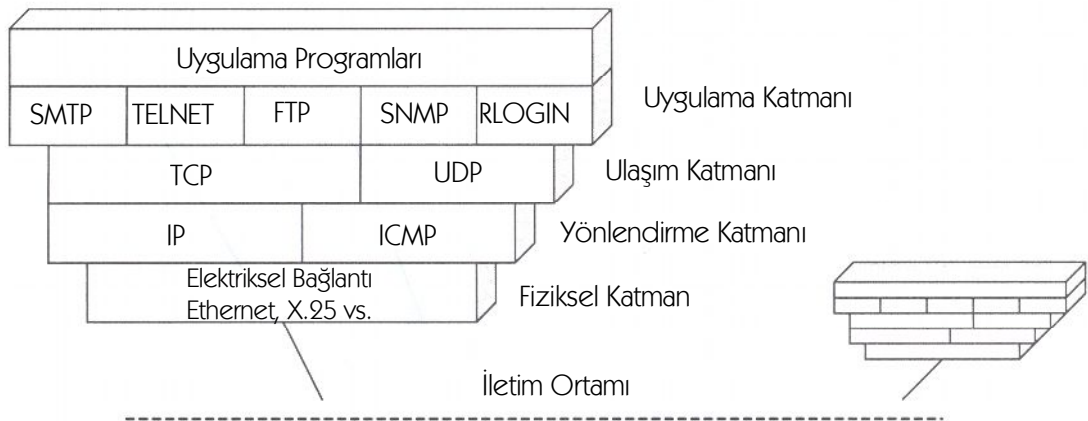 Uygulama Programları
SMTP TELNET FTP SNMP RLOGIN Uygulama Katmanı
TCP UDP Ulaşım Katmanı
IP ICMP Yönlendirme Katmanı
Elektriksel Bağlantı
Ethernet, X.25 vs. Fiziksel Katman
İletim Ortamı